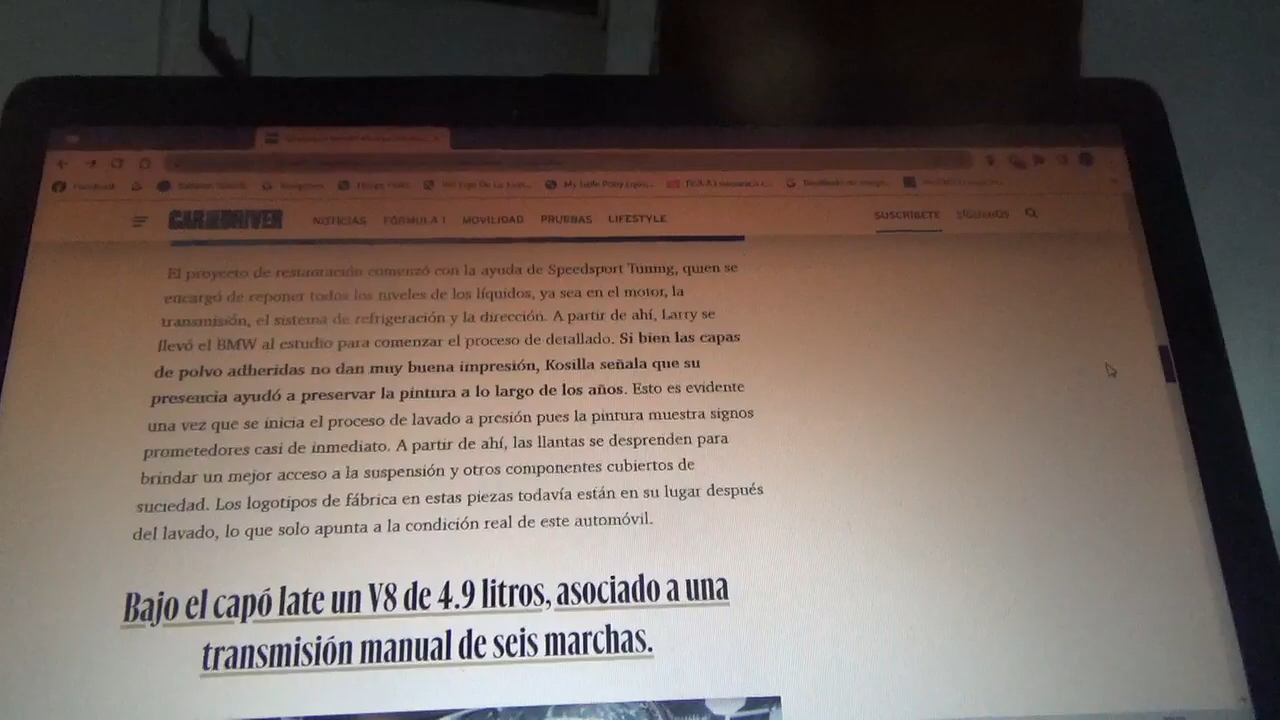 Facebook
CAR AND DRIVER NOTICIAS FÓRMULA 1 MOVILIDAD PRUEBAS LIFESTYLE SUSCRÍBETE SÍGUENOS
El proyecto de restauración comenzó con la ayuda de Speedsport Tuning, quien se
encargó de reponer todos los niveles de los líquidos, ya sea en el motor, la
transmisión, el sistema de refrigeración y la dirección. A partir de ahí, Larry se
llevó el BMW al estudio para comenzar el proceso de detallado. Si bien las capas
de polvo adheridas no dan muy buena impresión, Kosilla señala que su
presencia ayudó a preservar la pintura a lo largo de los años. Esto es evidente
una vez que se inicia el proceso de lavado a presión pues la pintura muestra signos
prometedores casi de inmediato. A partir de ahí, las llantas se desprenden para
brindar un mejor acceso a la suspensión y otros componentes cubiertos de
suciedad. Los logotipos de fábrica en estas piezas todavía están en su lugar después
del lavado, lo que solo apunta a la condición real de este automóvil.
Bajo el capó late un V8 de 4.9 litros, asociado a una
transmisión manual de seis marchas.